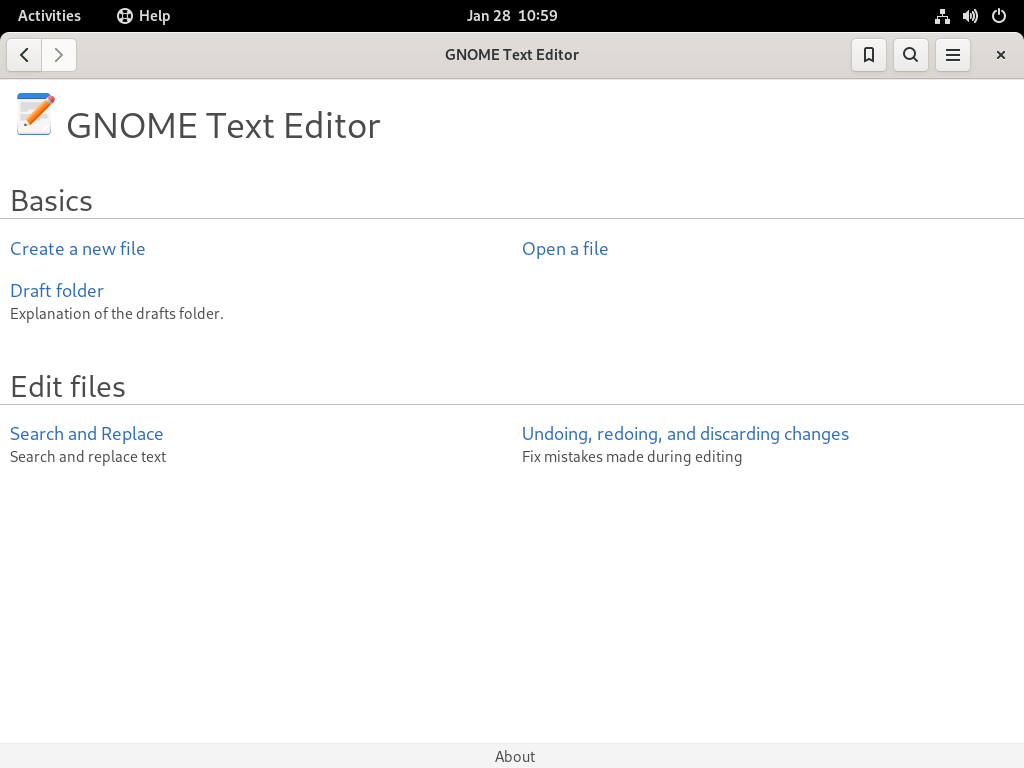 Activities
Help
Jan 28 10:59
GNOME Text Editor
GNOME Text Editor
Basics
Create a new file
Open a file
Draft folder
Explanation of the drafts folder.
Edit files
Search and Replace
Search and replace text
Undoing, redoing, and discarding changes
Fix mistakes made during editing
About